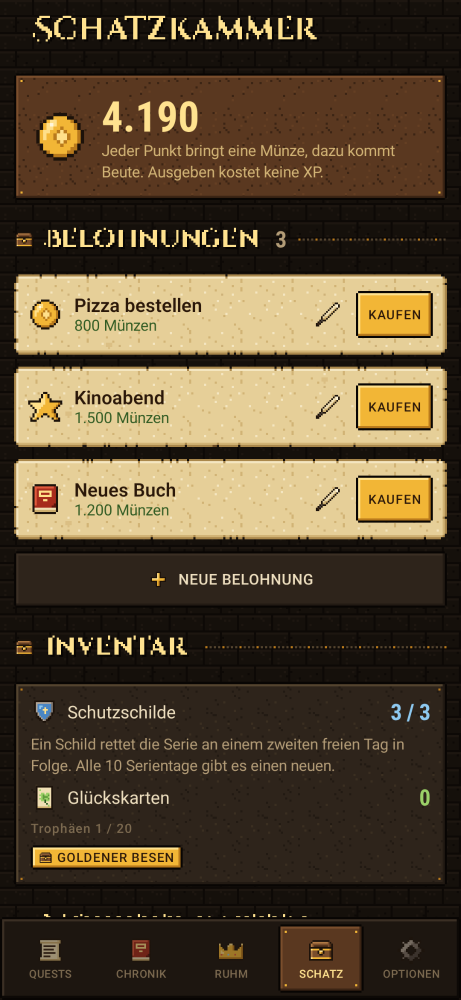 SCHATZKAMMER
4.190
Jeder Punkt bringt eine Münze, dazu kommt
Beute. Ausgeben kostet keine XP.
BELOHNUNGEN 3
Pizza bestellen
800 Münzen
KAUFEN
Kinoabend
1.500 Münzen
KAUFEN
Neues Buch
1.200 Münzen
KAUFEN
+ NEUE BELOHNUNG
INVENTAR
Schutzschilde 3 / 3
Ein Schild rettet die Serie an einem zweiten freien Tag in
Folge. Alle 10 Serientage gibt es einen neuen.
Glückskarten 0
Trophäen 1 / 20
GOLDENER BESEN
QUESTS CHRONIK RUHM SCHATZ OPTIONEN